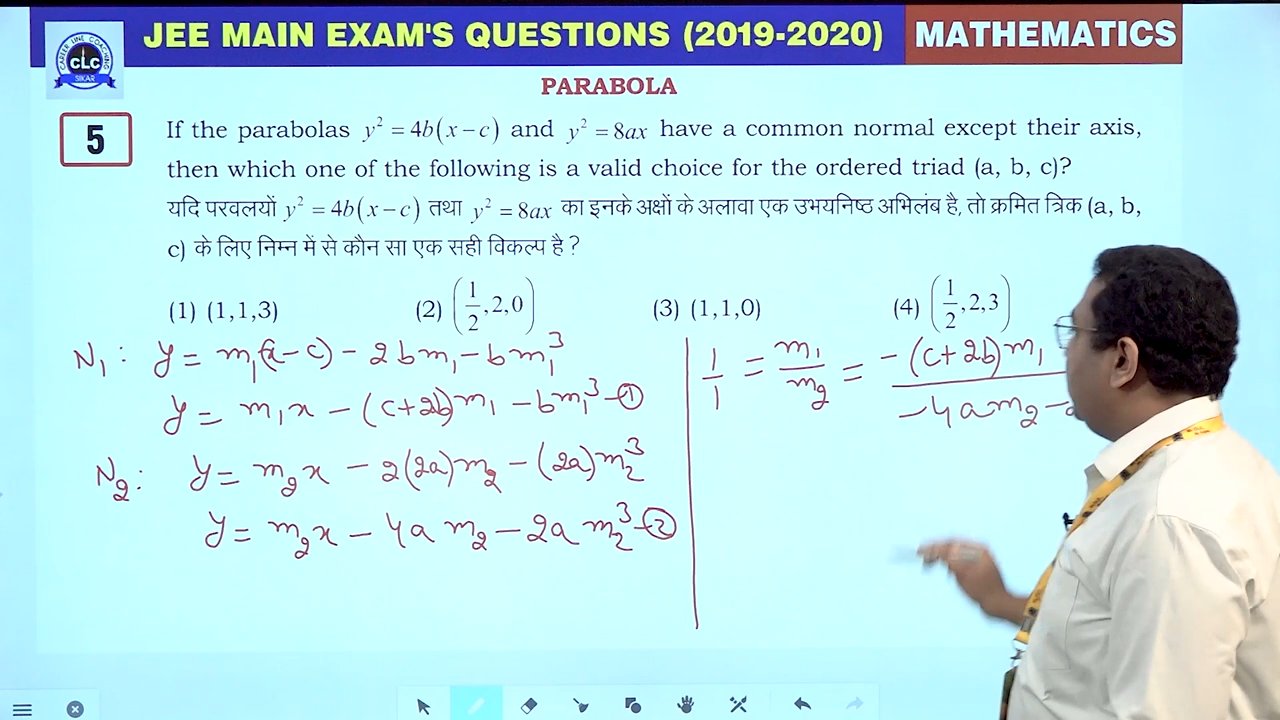 JEE MAIN EXAM'S QUESTIONS (2019-2020) MATHEMATICS
CAREER LINE COACHING
CLC
SIKAR
PARABOLA
5
If the parabolas y² = 4b(x−c) and y² = 8ax have a common normal except their axis,
then which one of the following is a valid choice for the ordered triad (a, b, c)?
यदि परवलयों y² = 4b(x−c) तथा y² = 8ax का इनके अक्षों के अलावा एक उभयनिष्ठ अभिलंब है, तो क्रमित त्रिक (a, b,
c) के लिए निम्न में से कौन सा एक सही विकल्प है ?
(1) (1,1,3) (2) (1/2,2,0) (3) (1,1,0) (4) (1/2,2,3)
N₁ : y = m₁(x−c) − 2bm₁ − bm₁³
y = m₁x − (c+2b)m₁ − bm₁³ −①
N₂ : y = m₂x − 2(2a)m₂ − (2a)m₂³
y = m₂x − 4am₂ − 2am₂³ −②
1/1 = m₁/m₂ = −(c+2b)m₁ / −4am₂ −